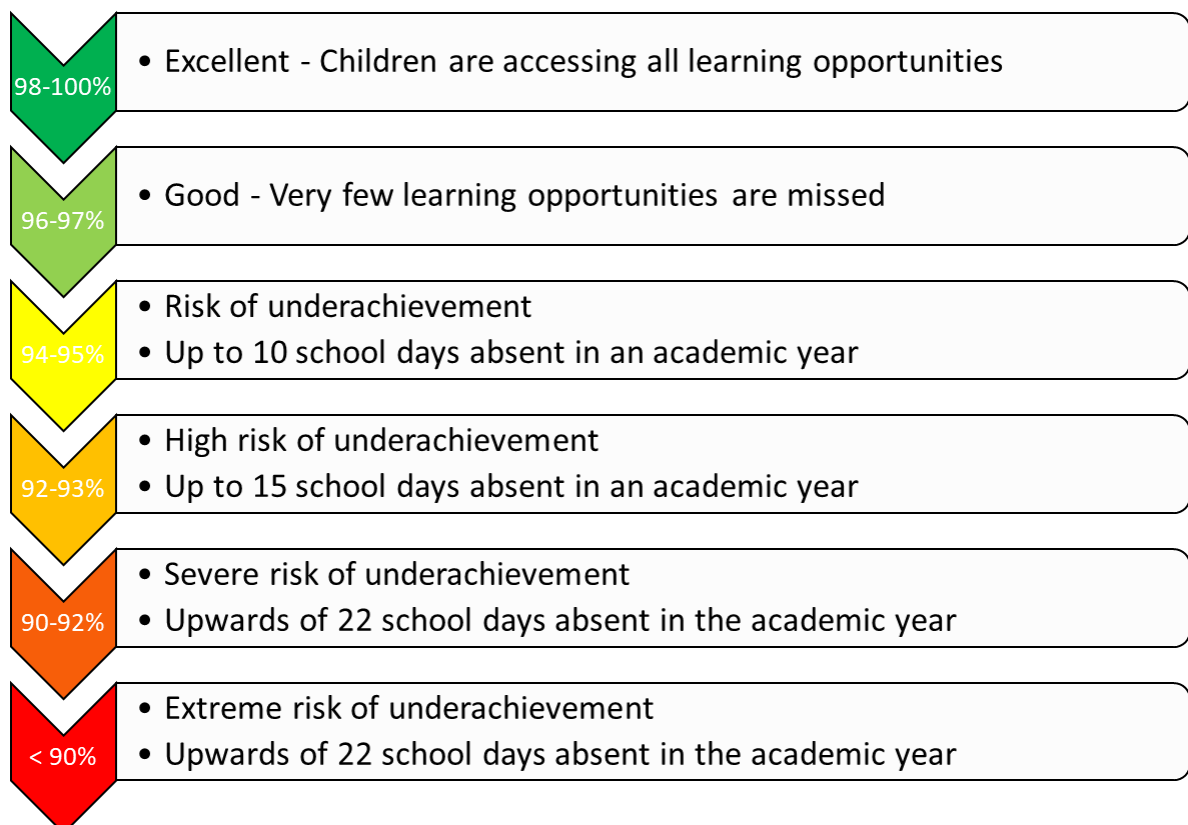 98-100%
• Excellent - Children are accessing all learning opportunities
96-97%
• Good - Very few learning opportunities are missed
94-95%
• Risk of underachievement
• Up to 10 school days absent in an academic year
92-93%
• High risk of underachievement
• Up to 15 school days absent in an academic year
90-92%
• Severe risk of underachievement
• Upwards of 22 school days absent in the academic year
< 90%
• Extreme risk of underachievement
• Upwards of 22 school days absent in the academic year